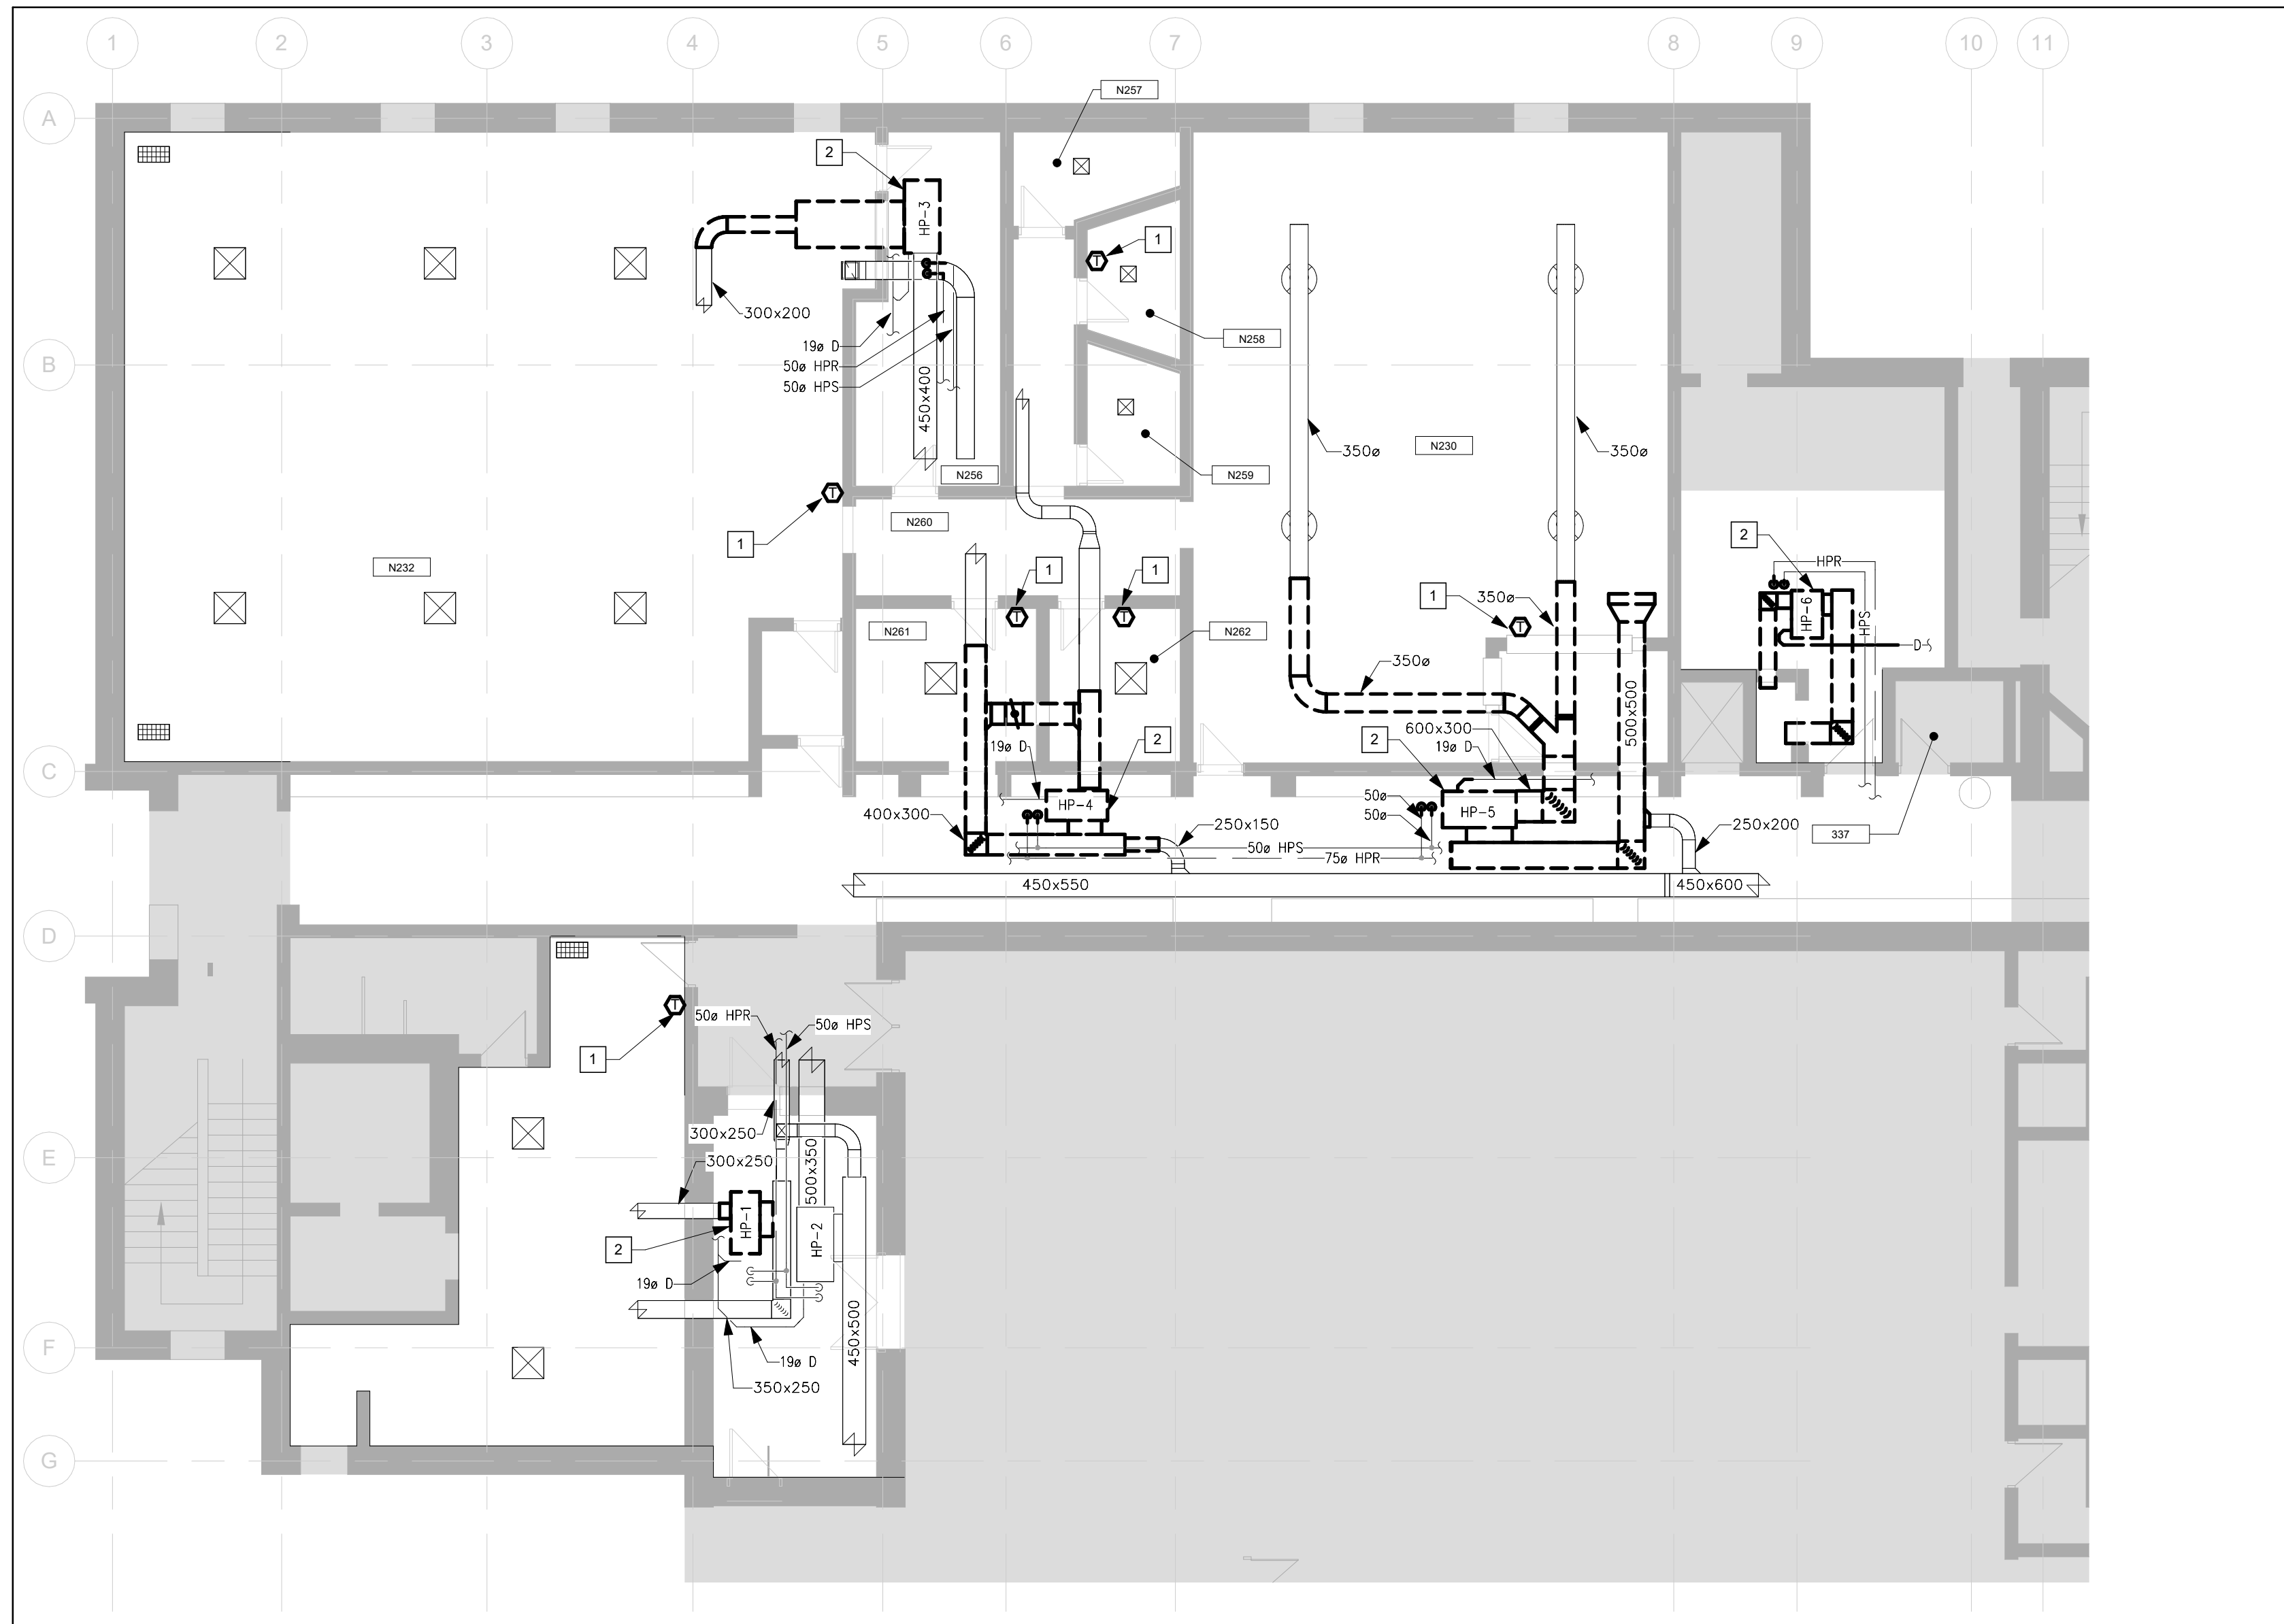 1 2 3 4 5 6 7 8 9 10 11
A
N257
2
HP-3
1
T
300x200
N258
19ø D
50ø HPR
50ø HPS
B
450x400
350ø
N230
350ø
N256
N259
T
1
N260
2
HPR
N232
1
1
T
T
N261
N262
1
350ø
T
HP-6
HPS
D
350ø
500x500
19ø D
2
2
600x300
19ø D
C
HP-4
400x300
50ø
50ø
HP-5
250x150
250x200
337
50ø HPS
75ø HPR
450x550
450x600
D
T
50ø HPR
50ø HPS
1
300x250
E
300x250
500x350
HP-1
HP-2
2
19ø D
F
450x500
19ø D
350x250
G